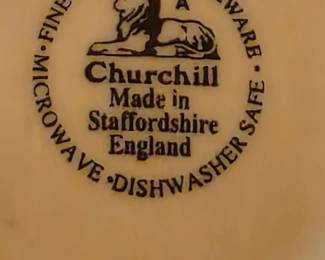 • FINE
WARE •
A
Churchill
Made in
Staffordshire
England
MICROWAVE • DISHWASHER SAFE •